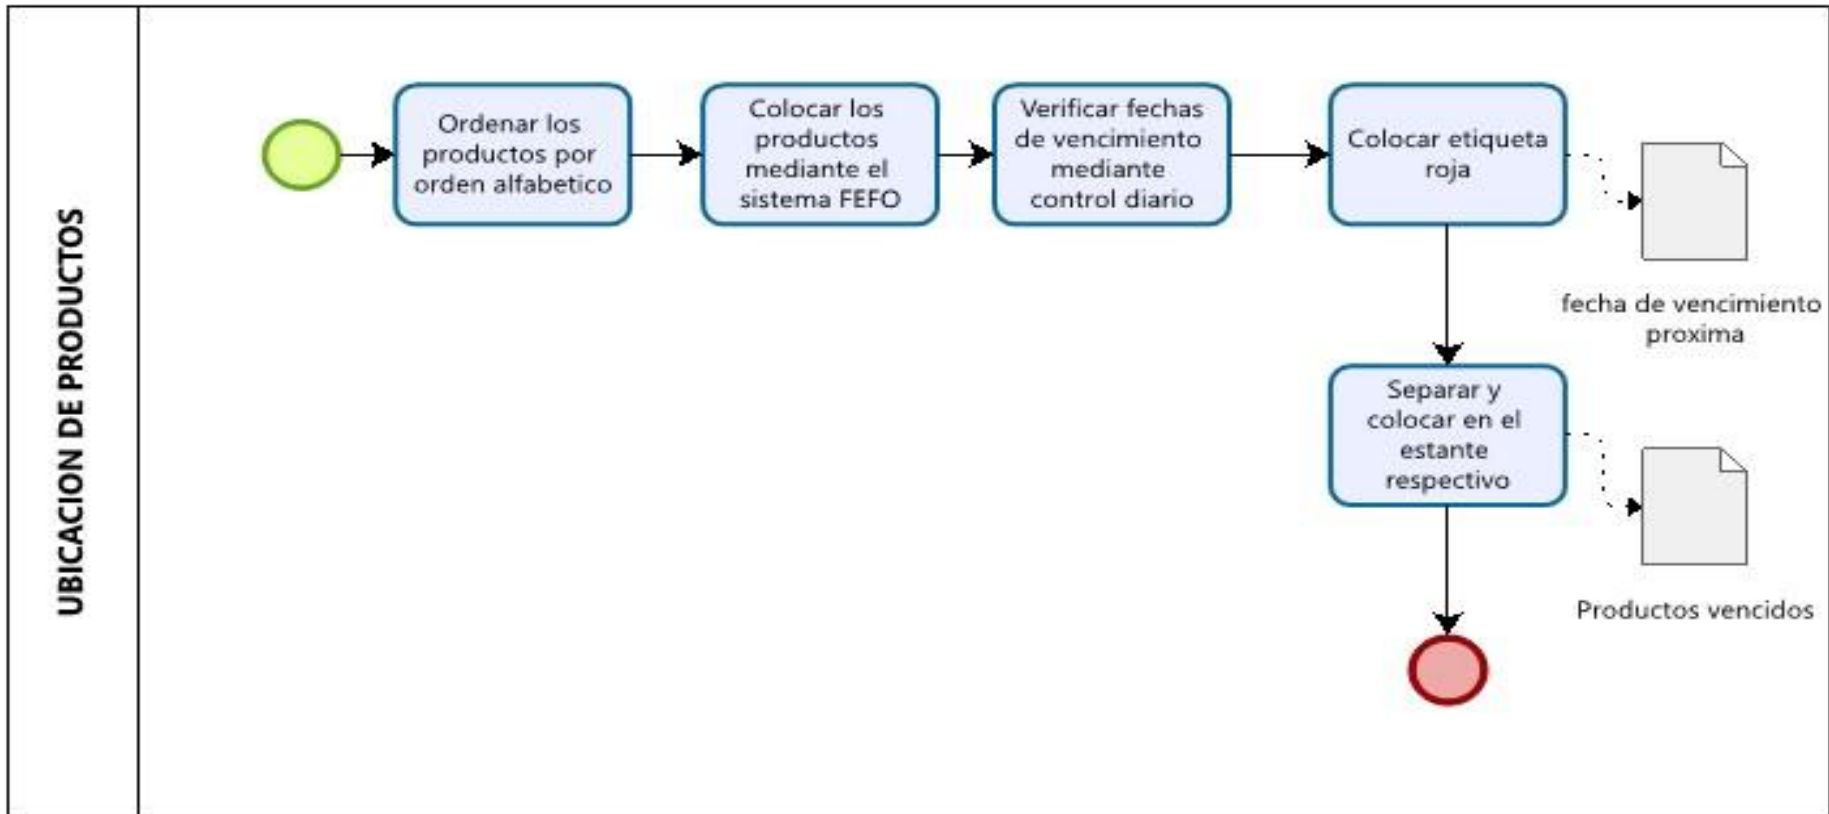 UBICACION DE PRODUCTOS
Ordenar los
productos por
orden alfabetico
Colocar los
productos
mediante el
sistema FEFO
Verificar fechas
de vencimiento
mediante
control diario
Colocar etiqueta
roja
fecha de vencimiento
proxima
Separar y
colocar en el
estante
respectivo
Productos vencidos